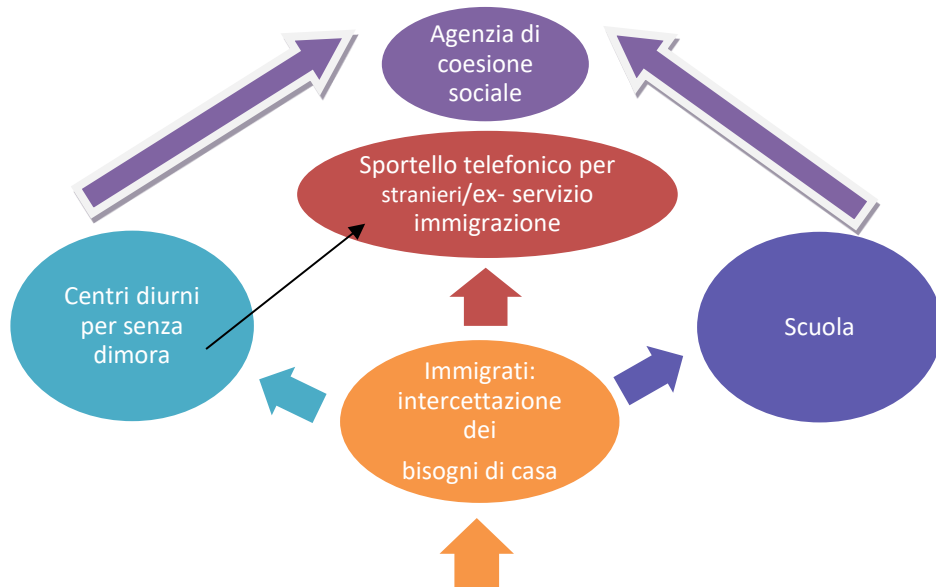 Agenzia di
coesione
sociale
Sportello telefonico per
stranieri/ex- servizio
immigrazione
Centri diurni
per senza
dimora
Scuola
Immigrati:
intercettazione
dei
bisogni di casa